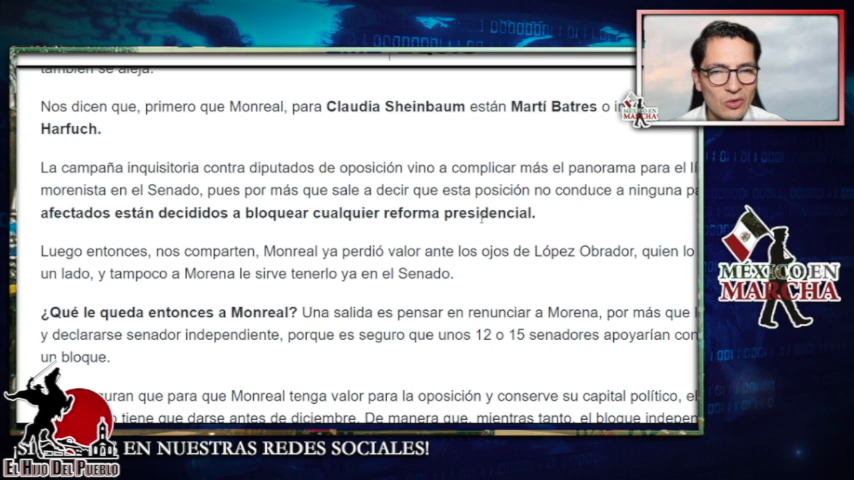 también se aleja.
Nos dicen que, primero que Monreal, para Claudia Sheinbaum están Martí Batres o
Harfuch.
La campaña inquisitoria contra diputados de oposición vino a complicar más el panorama para el
morenista en el Senado, pues por más que sale a decir que esta posición no conduce a ninguna
afectados están decididos a bloquear cualquier reforma presidencial.
Luego entonces, nos comparten, Monreal ya perdió valor ante los ojos de López Obrador, quien lo
un lado, y tampoco a Morena le sirve tenerlo ya en el Senado.
¿Qué le queda entonces a Monreal? Una salida es pensar en renunciar a Morena, por más que
y declararse senador independiente, porque es seguro que unos 12 o 15 senadores apoyarían con
un bloque.
que para que Monreal tenga valor para la oposición y conserve su capital político,
tiene que darse antes de diciembre. De manera que, mientras tanto, el bloque
MÉXICO EN
MARCHA
MÉXICO EN
MARCHA
EN NUESTRAS REDES SOCIALES!
EL HIJO DEL PUEBLO